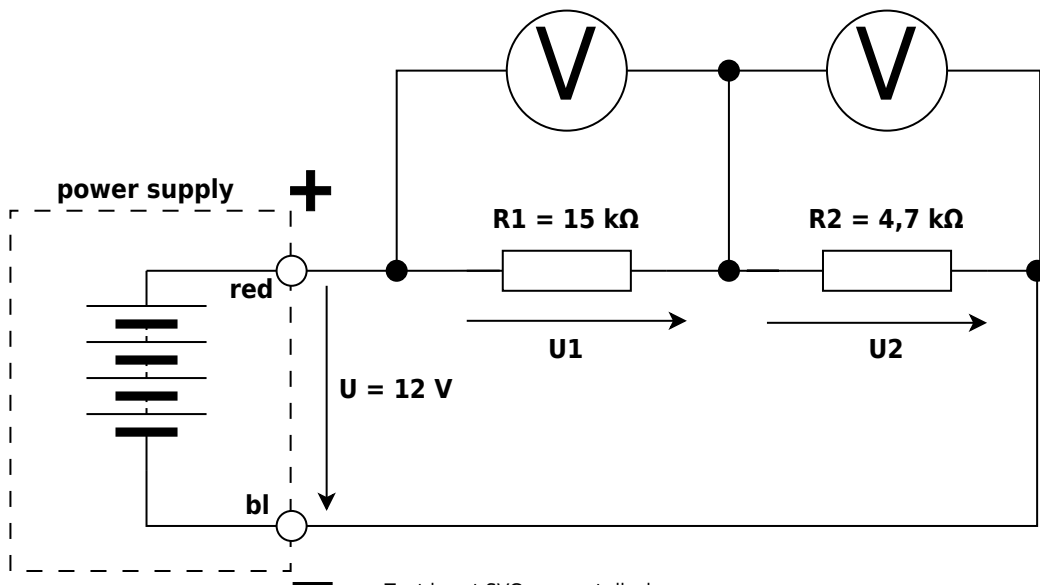 V V
power supply
+
R1 = 15 kΩ R2 = 4,7 kΩ
red
U1 U2
U = 12 V
bl